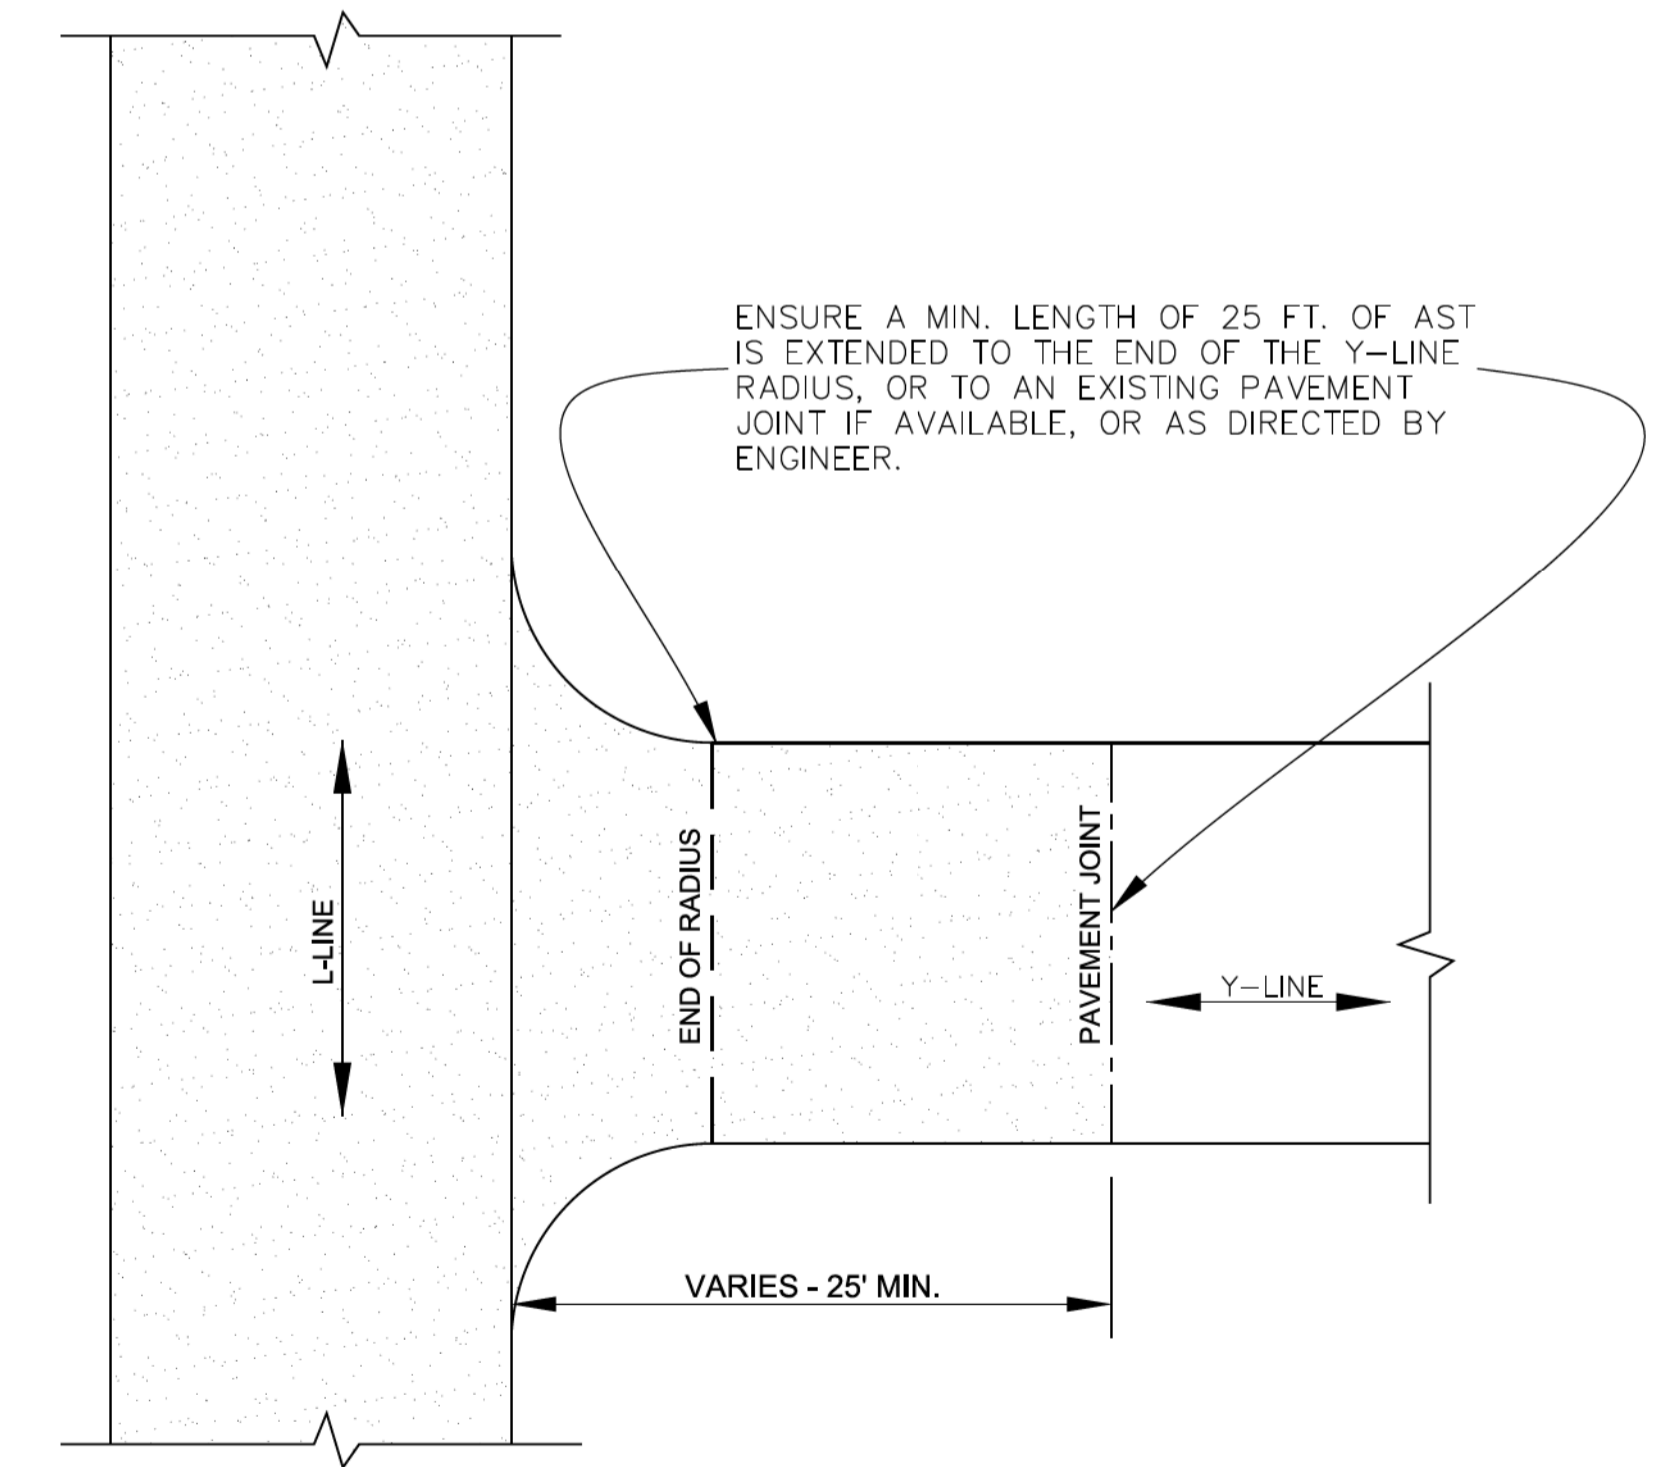 ENSURE A MIN. LENGTH OF 25 FT. OF AST
IS EXTENDED TO THE END OF THE Y-LINE
RADIUS, OR TO AN EXISTING PAVEMENT
JOINT IF AVAILABLE, OR AS DIRECTED BY
ENGINEER.
L-LINE
END OF RADIUS
PAVEMENT JOINT
Y-LINE
VARIES - 25' MIN.